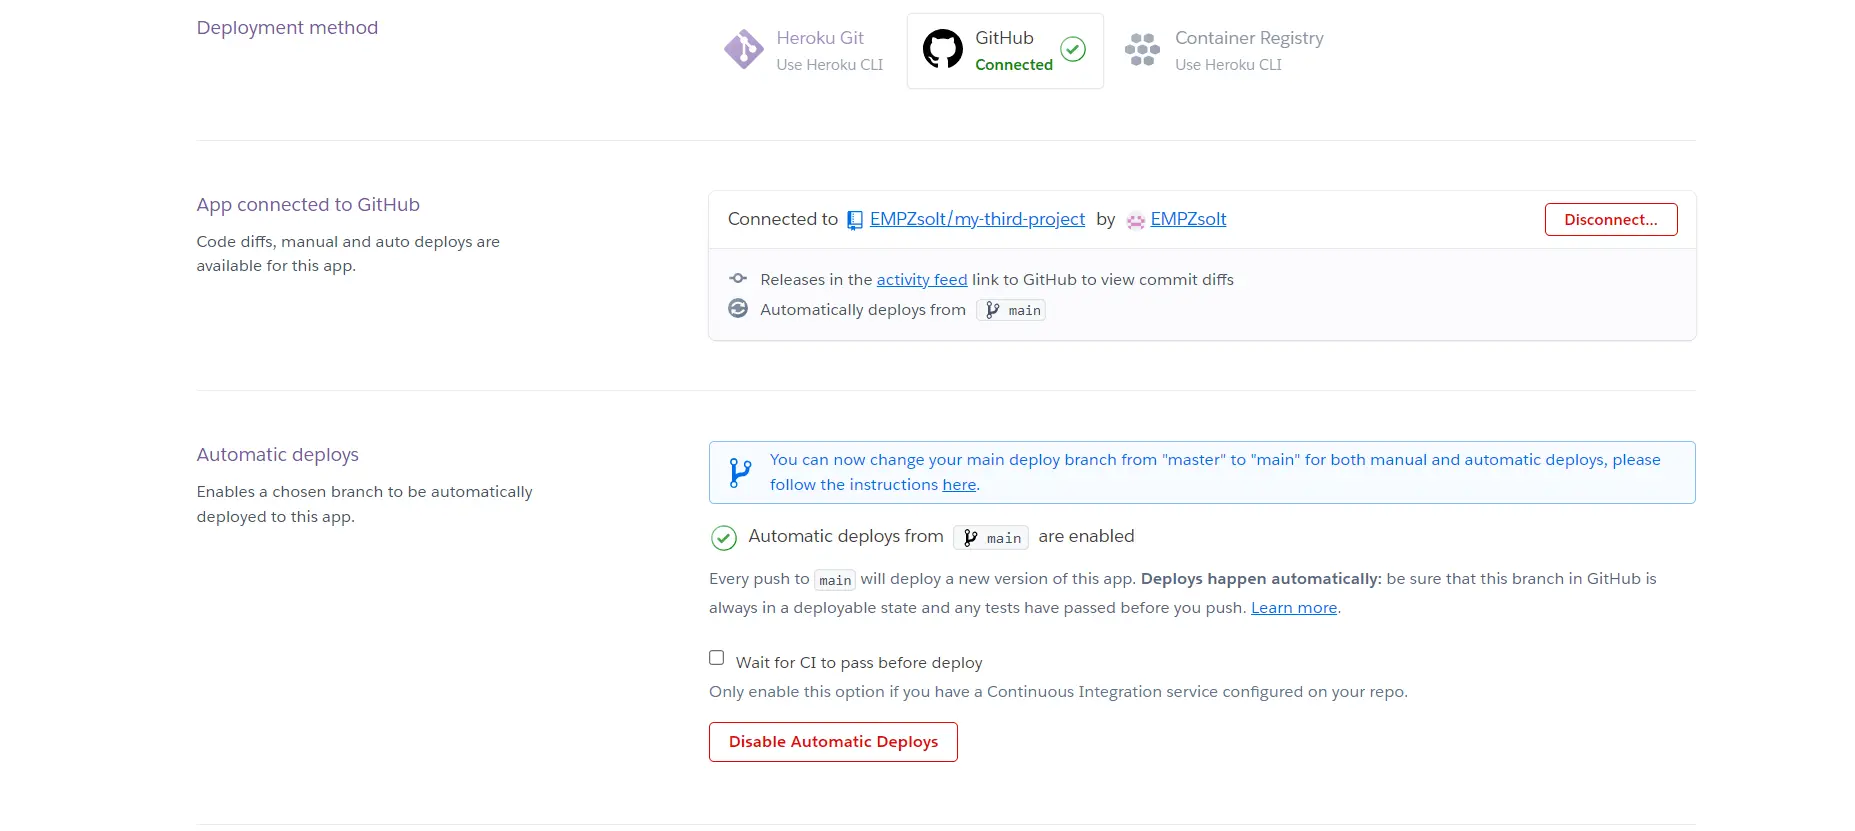 Deployment method
Heroku Git
Use Heroku CLI
GitHub
Connected
Container Registry
Use Heroku CLI
App connected to GitHub
Code diffs, manual and auto deploys are
available for this app.
Connected to EMPZsolt/my-third-project by EMPZsolt
Disconnect...
Releases in the activity feed link to GitHub to view commit diffs
Automatically deploys from main
Automatic deploys
Enables a chosen branch to be automatically
deployed to this app.
You can now change your main deploy branch from "master" to "main" for both manual and automatic deploys, please
follow the instructions here.
Automatic deploys from main are enabled
Every push to main will deploy a new version of this app. Deploys happen automatically: be sure that this branch in GitHub is
always in a deployable state and any tests have passed before you push. Learn more.
Wait for CI to pass before deploy
Only enable this option if you have a Continuous Integration service configured on your repo.
Disable Automatic Deploys